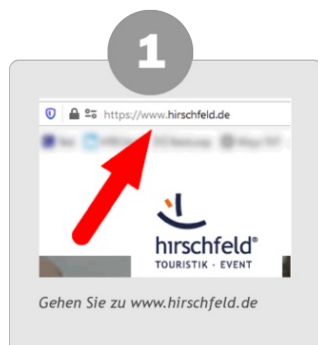 1
https://www.hirschfeld.de
hirschfeld®
TOURISTIK · EVENT
Gehen Sie zu www.hirschfeld.de